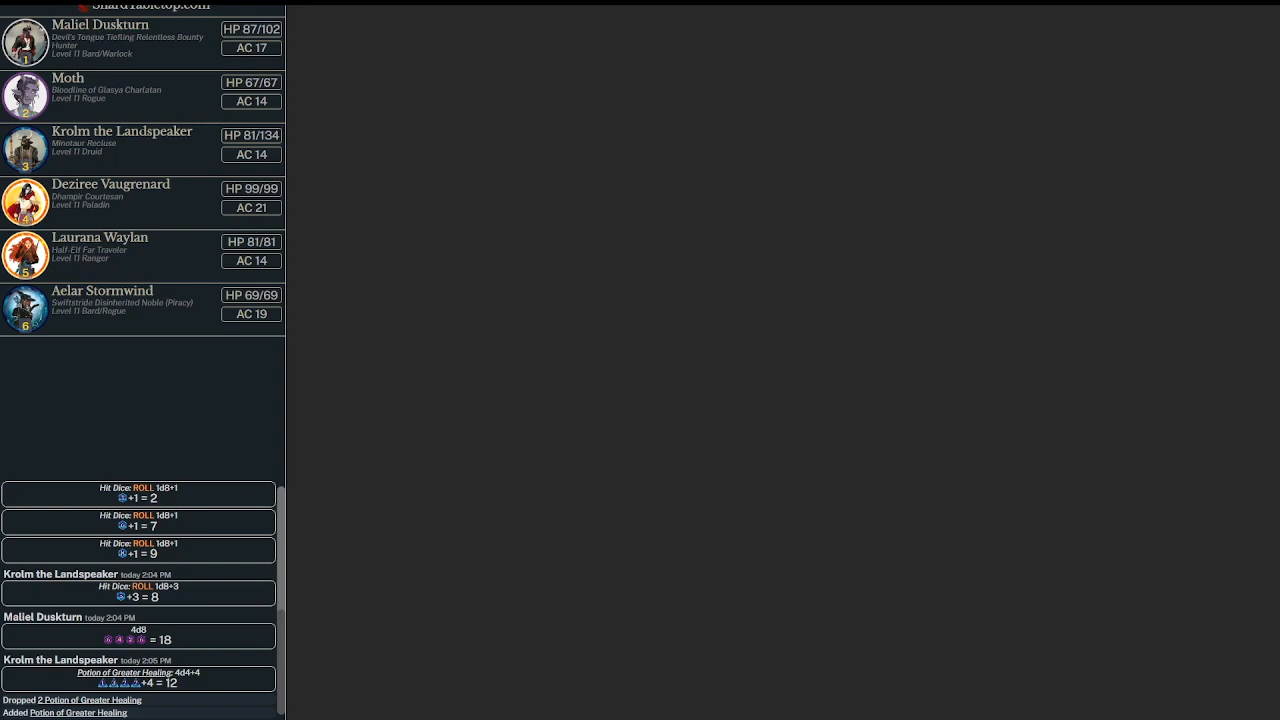 ShardTabletop.com
Maliel Duskturn
Devil's Tongue Tiefling Relentless Bounty
Hunter
Level 11 Bard/Warlock
HP 87/102
AC 17
1
Moth
Bloodline of Glasya Charlatan
Level 11 Rogue
HP 67/67
AC 14
2
Krolm the Landspeaker
Minotaur Recluse
Level 11 Druid
HP 81/134
AC 14
3
Deziree Vaugrenard
Dhampir Courtesan
Level 11 Paladin
HP 99/99
AC 21
4
Laurana Waylan
Half-Elf Far Traveler
Level 11 Ranger
HP 81/81
AC 14
5
Aelar Stormwind
Swiftstride Disinherited Noble (Piracy)
Level 11 Bard/Rogue
HP 69/69
AC 19
6
Hit Dice: ROLL 1d8+1
+1 = 2
Hit Dice: ROLL 1d8+1
+1 = 7
Hit Dice: ROLL 1d8+1
+1 = 9
Krolm the Landspeaker today 2:04 PM
Hit Dice: ROLL 1d8+3
+3 = 8
Maliel Duskturn today 2:04 PM
4d8
= 18
Krolm the Landspeaker today 2:05 PM
Potion of Greater Healing: 4d4+4
+4 = 12
Dropped 2 Potion of Greater Healing
Added Potion of Greater Healing